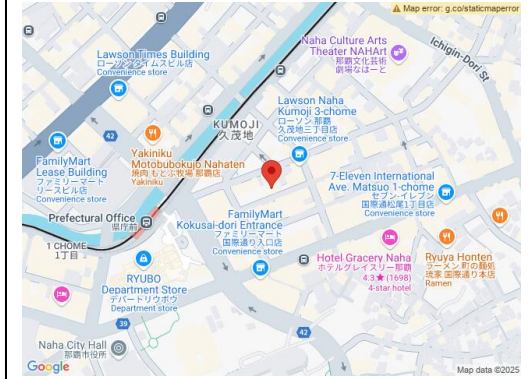 Map error: g.co/staticmaperror
Lawson Times Building
ローソンタイムスビル店
Convenience store
Naha Culture Arts
Theater NAHArt
那覇文化芸術
劇場なはーと
Ichigin-Dori St
Lawson Naha
Kumoji 3-chome
ローソン 那覇
久茂地三丁目店
Convenience store
KUMOJI
久茂地
42
Yakiniku
Motobubokujo Nahaten
焼肉 もとぶ牧場 那覇店
Yakiniku
FamilyMart
Lease Building
ファミリーマート
リースビル店
Convenience store
7-Eleven International
Ave. Matsuo 1-chome
セブン-イレブン
国際通松尾1丁目店
Convenience store
Prefectural Office
県庁前
FamilyMart
Kokusai-dori Entrance
ファミリーマート
国際通り入口店
Convenience store
1 CHOME
1丁目
RYUBO
Department Store
デパートリウボウ
Department store
Hotel Gracery Naha
ホテルグレイスリー那覇
4.3★ (1698)
4-star hotel
Ryuya Honten
ラーメン 町の麺処
琉家 国際通り本店
Ramen
39
42
Naha City Hall
那覇市役所
Google
Map data ©2025